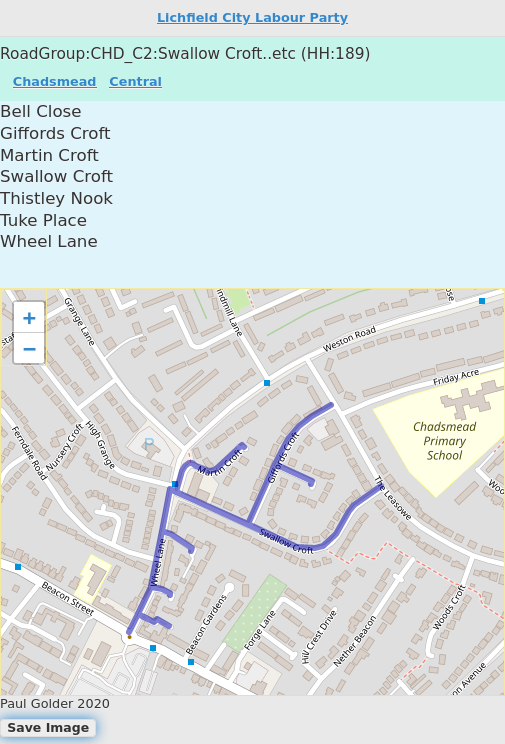 Lichfield City Labour Party
RoadGroup:CHD_C2:Swallow Croft..etc (HH:189)
Chadsmead Central
Bell Close
Giffords Croft
Martin Croft
Swallow Croft
Thistley Nook
Tuke Place
Wheel Lane
+
−
Grange Lane
ndmill Lane
Weston Road
Friday Acre
Chadsmead
Primary
School
Ferndale Road
Nursery Croft
High Grange
Martin Croft
Giffords Croft
The Leasowe
Swallow Croft
Wheel Lane
Beacon Street
Beacon Gardens
Forge Lane
Hill Crest Drive
Nether Beacon
Woods Croft
Woo
on Avenue
Paul Golder 2020
Save Image